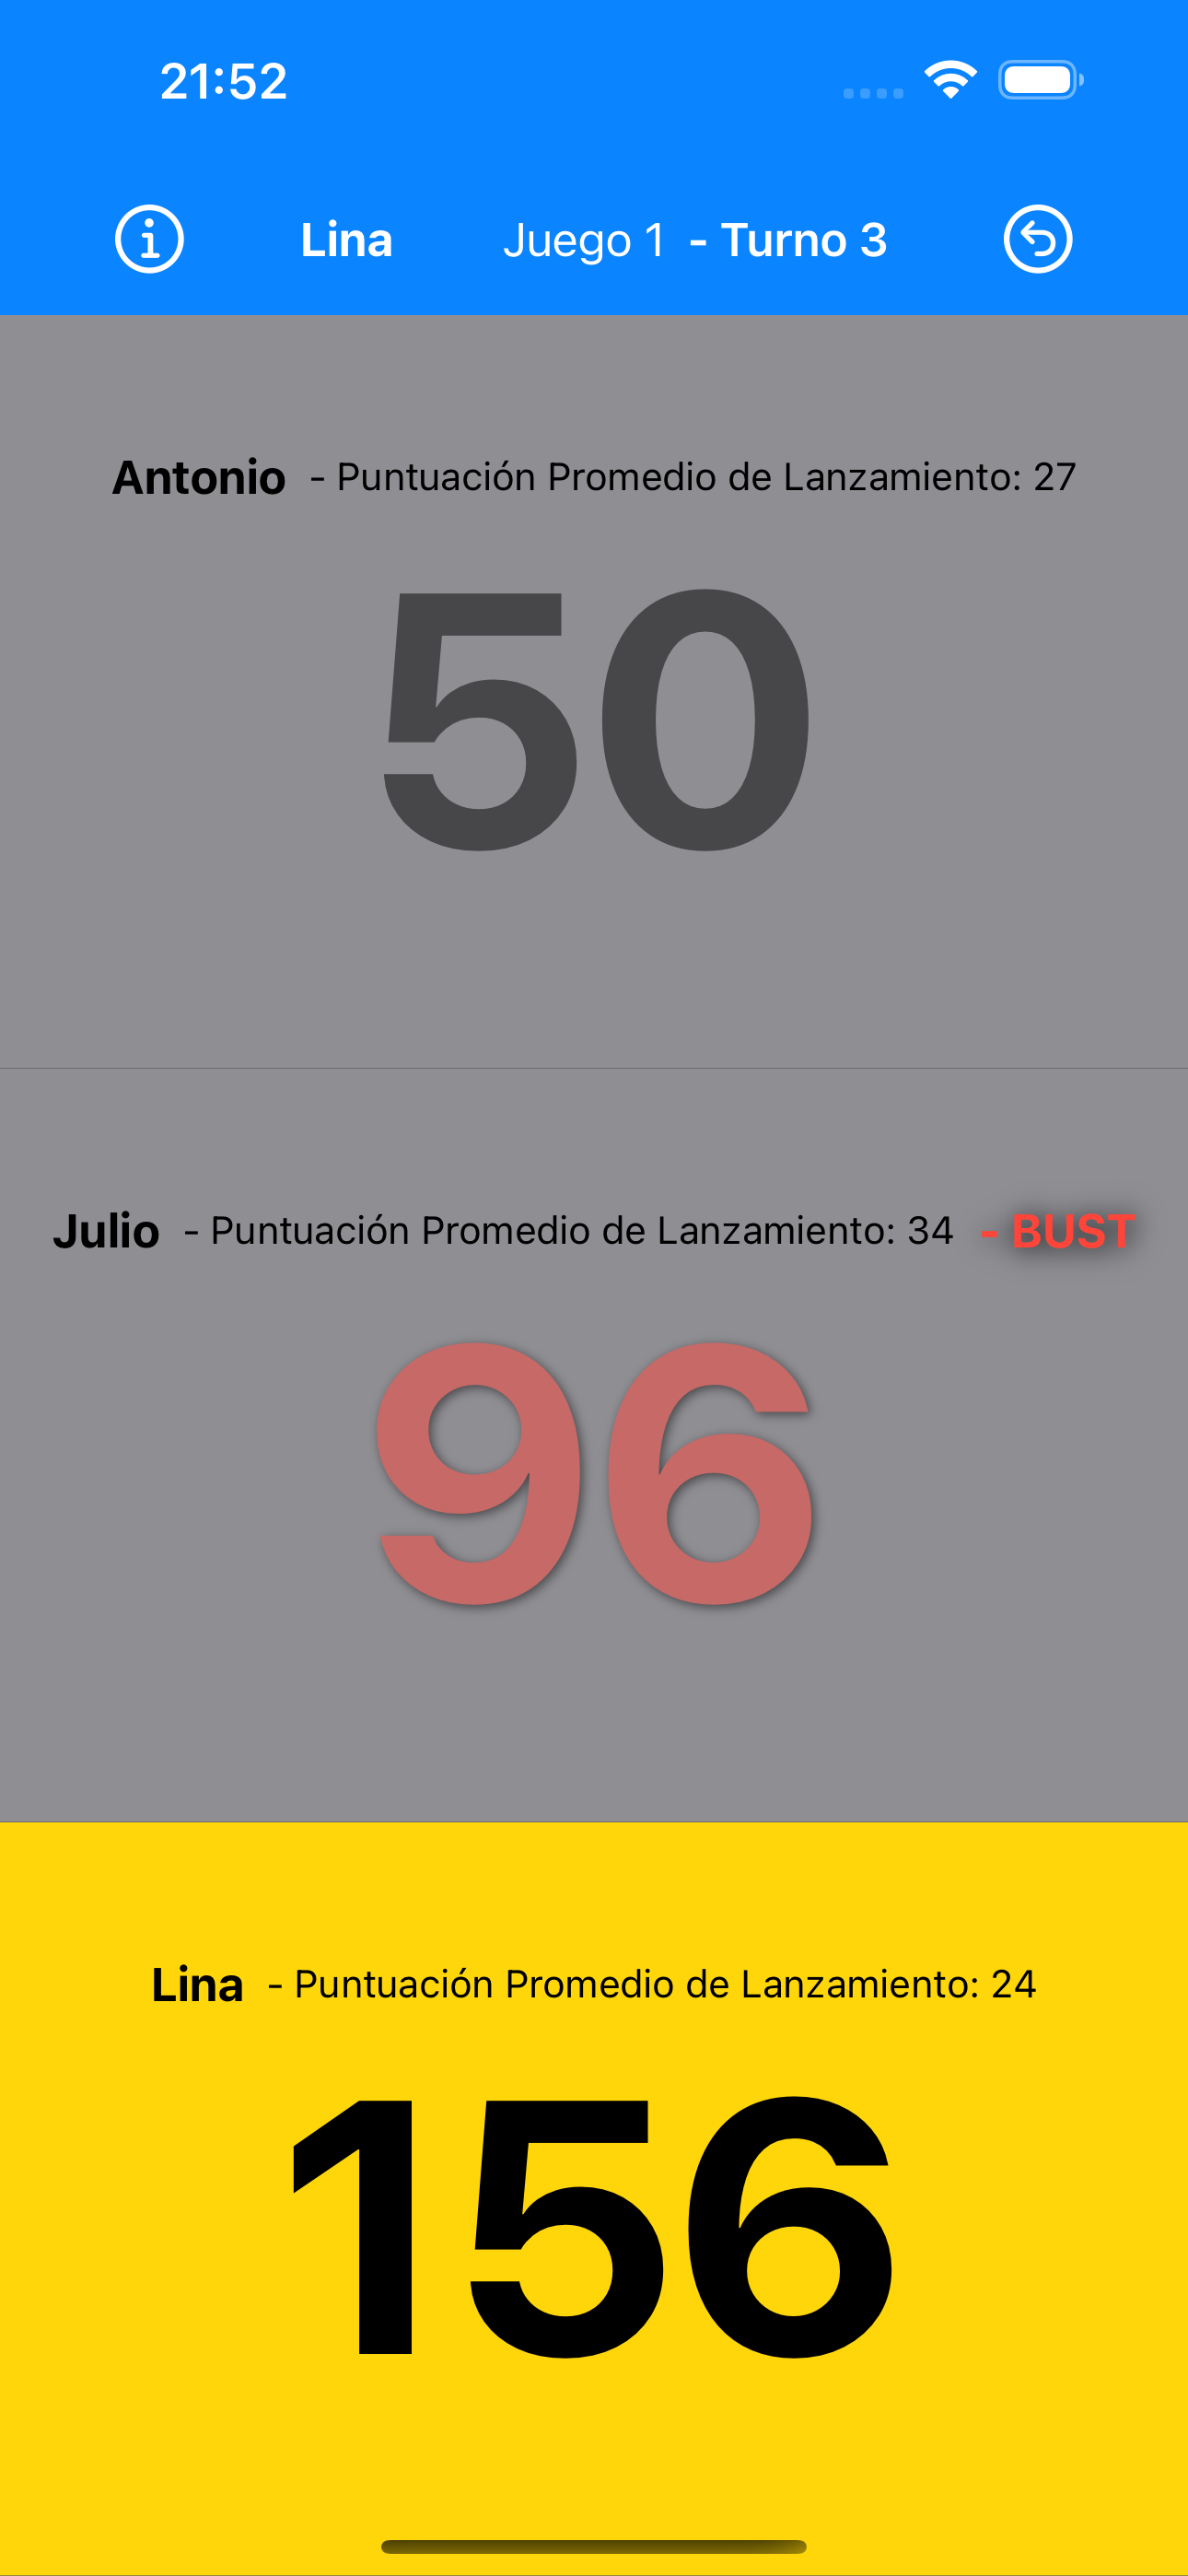 21:52
Lina Juego 1 - Turno 3
Antonio - Puntuación Promedio de Lanzamiento: 27
50
Julio - Puntuación Promedio de Lanzamiento: 34 - BUST
96
Lina - Puntuación Promedio de Lanzamiento: 24
156